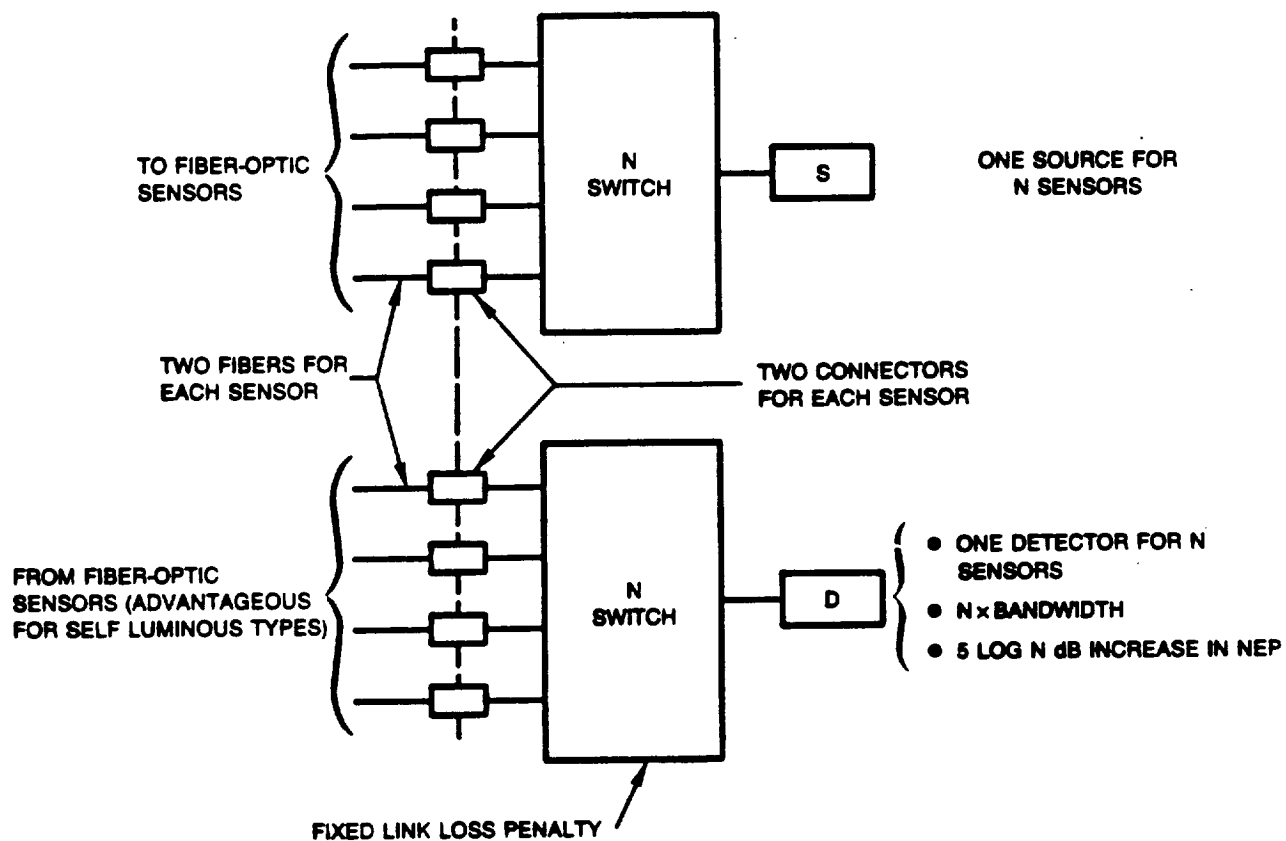 TO FIBER-OPTIC
SENSORS
N
SWITCH
S
ONE SOURCE FOR
N SENSORS
TWO FIBERS FOR
EACH SENSOR
TWO CONNECTORS
FOR EACH SENSOR
FROM FIBER-OPTIC
SENSORS (ADVANTAGEOUS
FOR SELF LUMINOUS TYPES)
N
SWITCH
D
● ONE DETECTOR FOR N
SENSORS
● N × BANDWIDTH
● 5 LOG N dB INCREASE IN NEP
FIXED LINK LOSS PENALTY